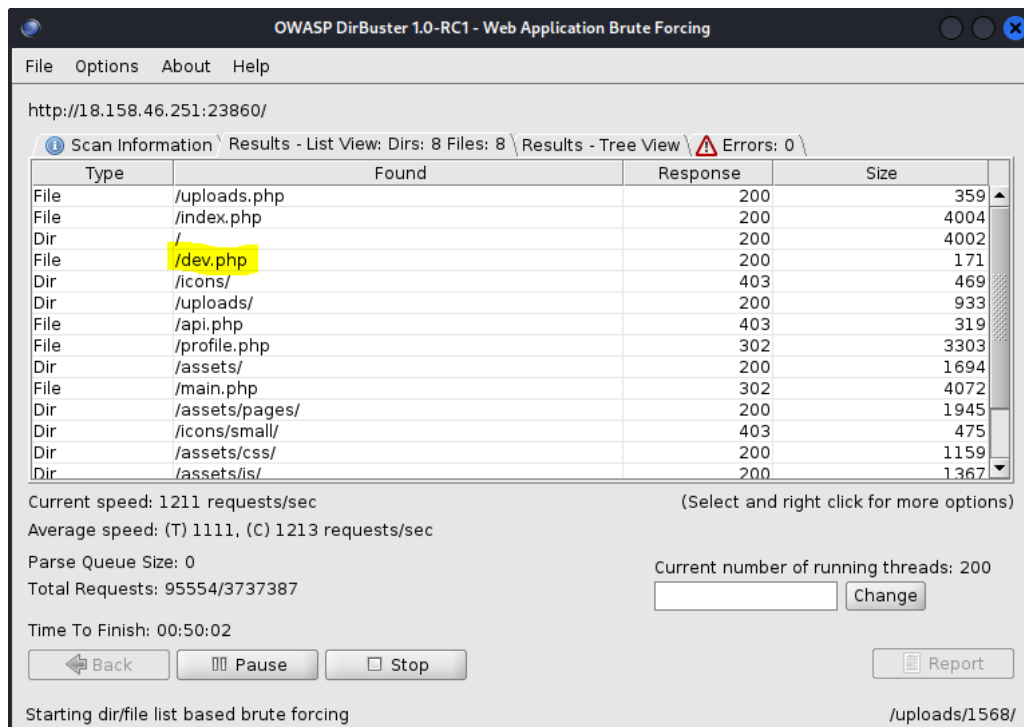 OWASP DirBuster 1.0-RC1 - Web Application Brute Forcing
File Options About Help
http://18.158.46.251:23860/
Scan Information Results - List View: Dirs: 8 Files: 8 Results - Tree View Errors: 0
Type Found Response Size
File /uploads.php 200 359
File /index.php 200 4004
Dir / 200 4002
File /dev.php 200 171
Dir /icons/ 403 469
Dir /uploads/ 200 933
File /api.php 403 319
File /profile.php 302 3303
Dir /assets/ 200 1694
File /main.php 302 4072
Dir /assets/pages/ 200 1945
Dir /icons/small/ 403 475
Dir /assets/css/ 200 1159
Dir /assets/js/ 200 1367
Current speed: 1211 requests/sec (Select and right click for more options)
Average speed: (T) 1111, (C) 1213 requests/sec
Parse Queue Size: 0
Current number of running threads: 200
Total Requests: 95554/3737387
Change
Time To Finish: 00:50:02
Back Pause Stop Report
Starting dir/file list based brute forcing /uploads/1568/